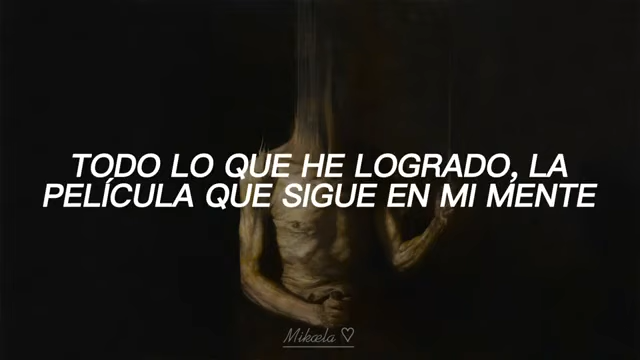 TODO LO QUE HE LOGRADO, LA
PELÍCULA QUE SIGUE EN MI MENTE
Mikæla ♡